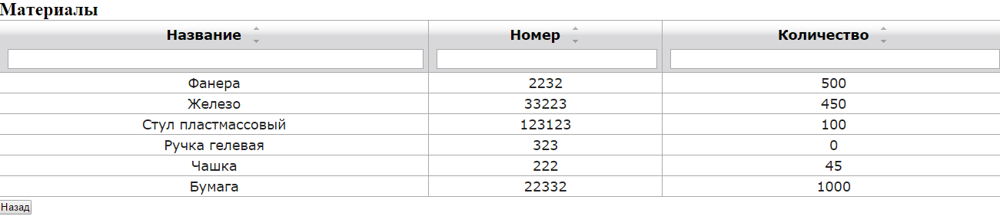 Материалы
Название Номер Количество
Фанера 2232 500
Железо 33223 450
Стул пластмассовый 123123 100
Ручка гелевая 323 0
Чашка 222 45
Бумага 22332 1000
Назад